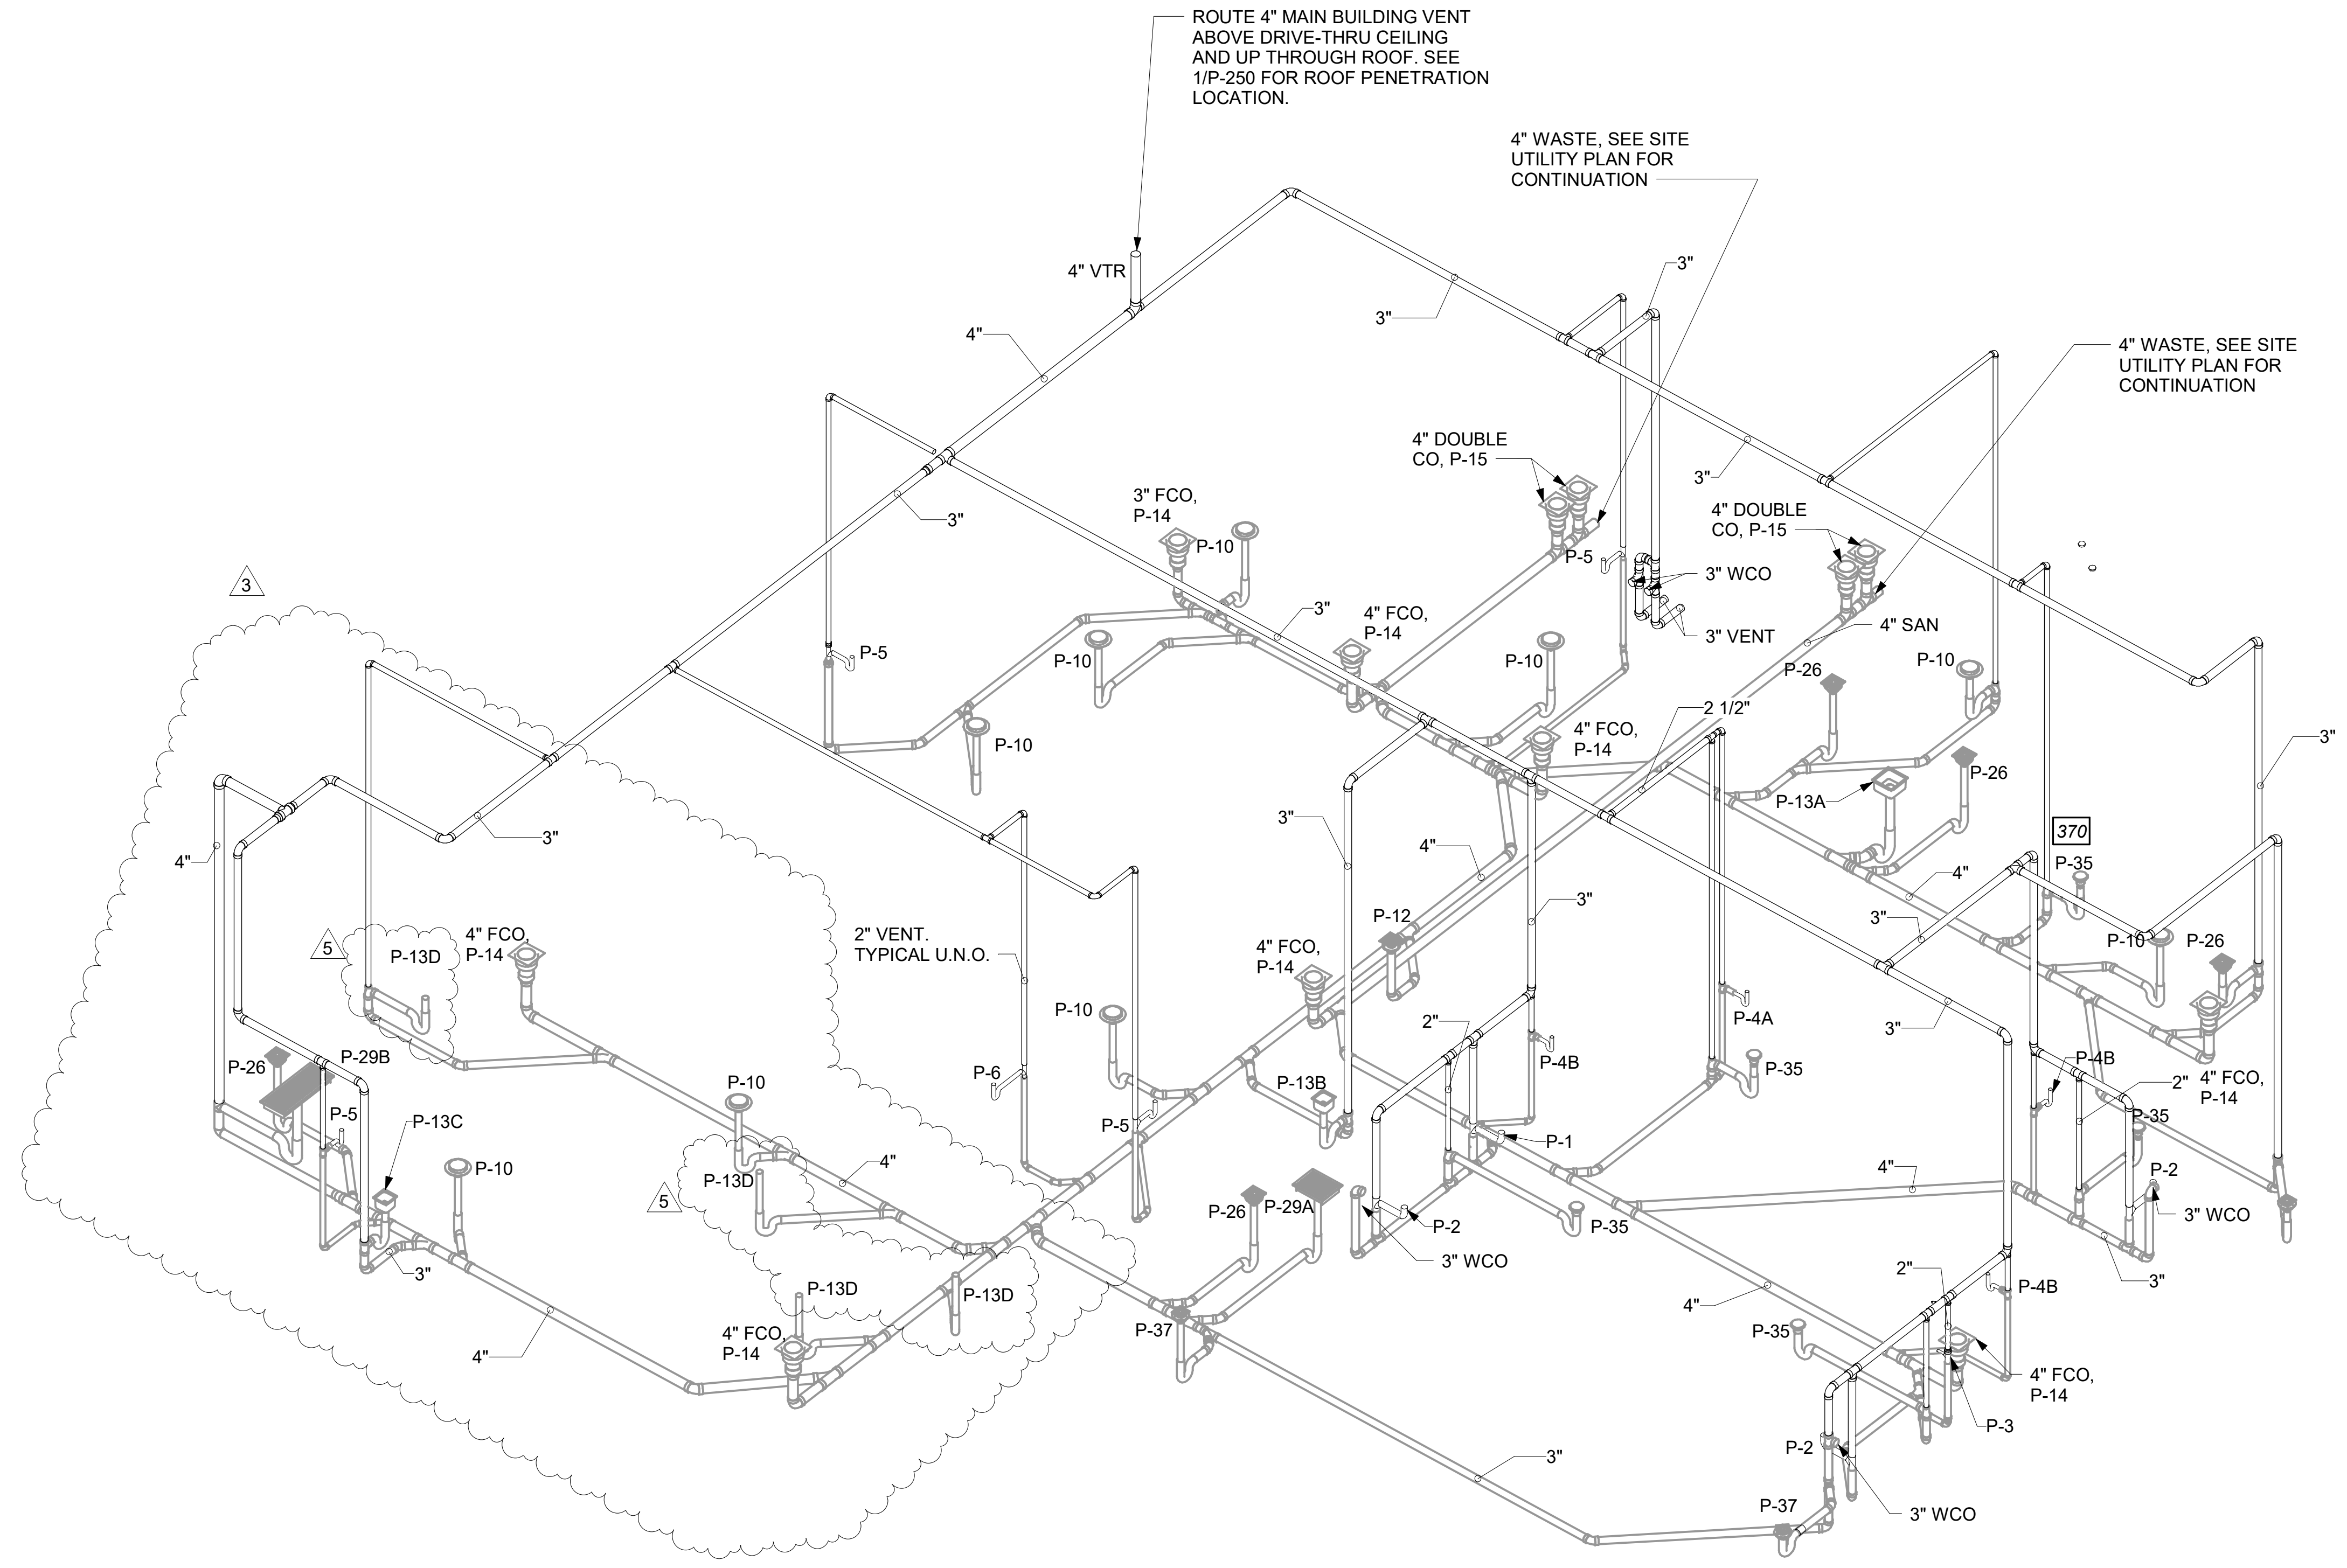 ROUTE 4" MAIN BUILDING VENT
ABOVE DRIVE-THRU CEILING
AND UP THROUGH ROOF. SEE
1/P-250 FOR ROOF PENETRATION
LOCATION.
4" WASTE, SEE SITE
UTILITY PLAN FOR
CONTINUATION
4" VTR
3"
3"
4"
4" WASTE, SEE SITE
UTILITY PLAN FOR
CONTINUATION
4" DOUBLE
CO, P-15
3"
3" FCO,
P-14
3"
4" DOUBLE
CO, P-15
P-10
P-5
3" WCO
3
3"
4" FCO,
P-14
4" SAN
3" VENT
P-5
P-10
P-10
P-26
P-10
2 1/2"
P-10
4" FCO,
P-14
3"
P-26
P-13A
3"
3"
370
4"
4"
P-35
4"
3"
P-12
3"
5
P-13D
4" FCO,
P-14
2" VENT.
TYPICAL U.N.O.
4" FCO,
P-14
P-10
P-26
P-10
2"
P-4A
3"
P-4B
P-26
P-29B
P-6
P-10
P-13B
P-35
P-4B
2"
4" FCO,
P-14
P-5
P-13C
P-5
P-1
P-35
P-10
4"
4"
P-2
5
P-13D
P-26
P-29A
P-2
P-35
3" WCO
3" WCO
3"
2"
3"
P-13D
P-13D
P-4B
4"
4" FCO,
P-14
P-37
P-35
4"
4" FCO,
P-14
P-3
3"
P-2
P-37
3" WCO